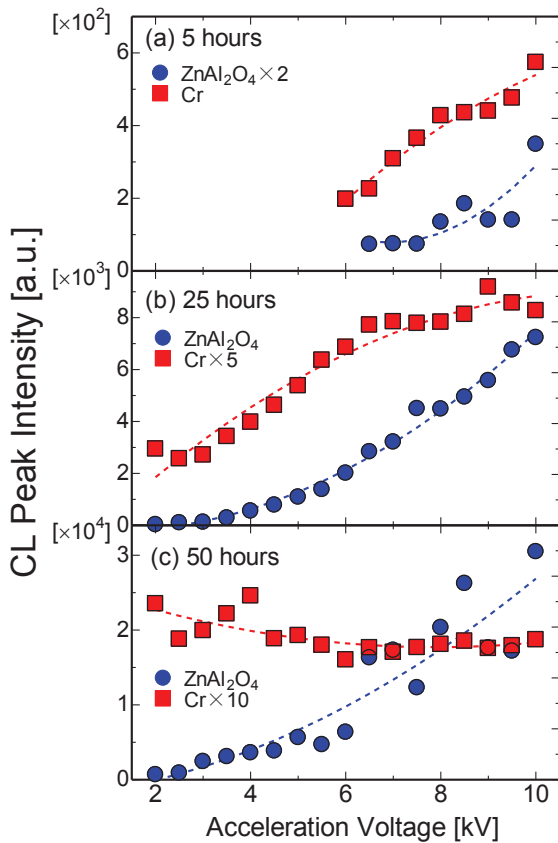 [×10²]
(a) 5 hours
ZnAl₂O₄×2
Cr
6
4
2
0
[×10³]
(b) 25 hours
ZnAl₂O₄
Cr×5
8
6
4
2
0
[×10⁴]
(c) 50 hours
ZnAl₂O₄
Cr×10
3
2
1
0
2 4 6 8 10
Acceleration Voltage [kV]
CL Peak Intensity [a.u.]